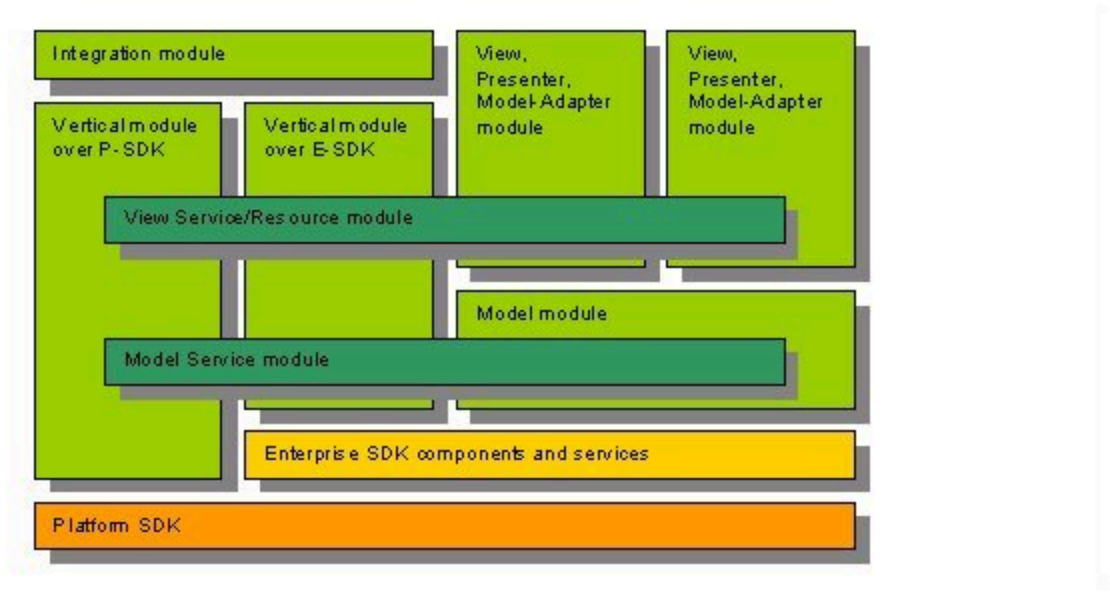 Integration module
View,
Presenter,
Model-Adapter
module
View,
Presenter,
Model-Adapter
module
Vertical module
over P-SDK
Vertical module
over E-SDK
View Service/Resource module
Model module
Model Service module
Enterprise SDK components and services
Platform SDK